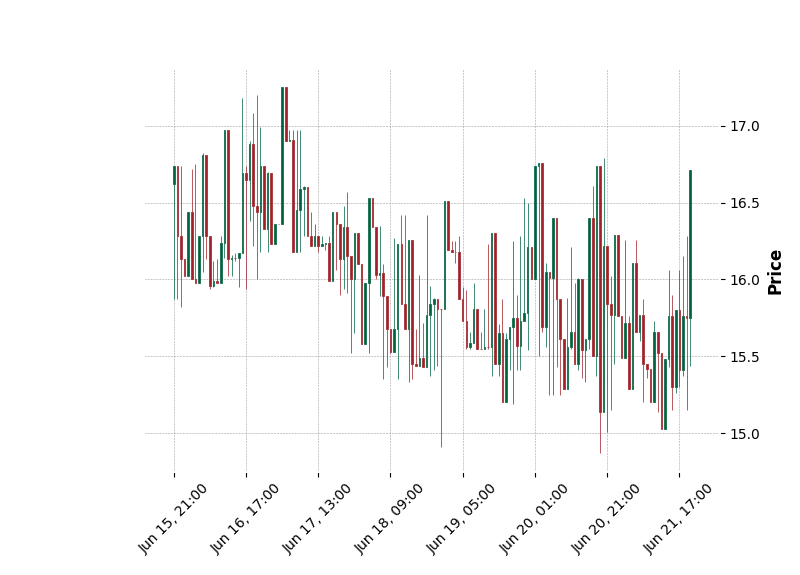 17.0
16.5
16.0
15.5
15.0
Price
Jun 15, 21:00
Jun 16, 17:00
Jun 17, 13:00
Jun 18, 09:00
Jun 19, 05:00
Jun 20, 01:00
Jun 20, 21:00
Jun 21, 17:00